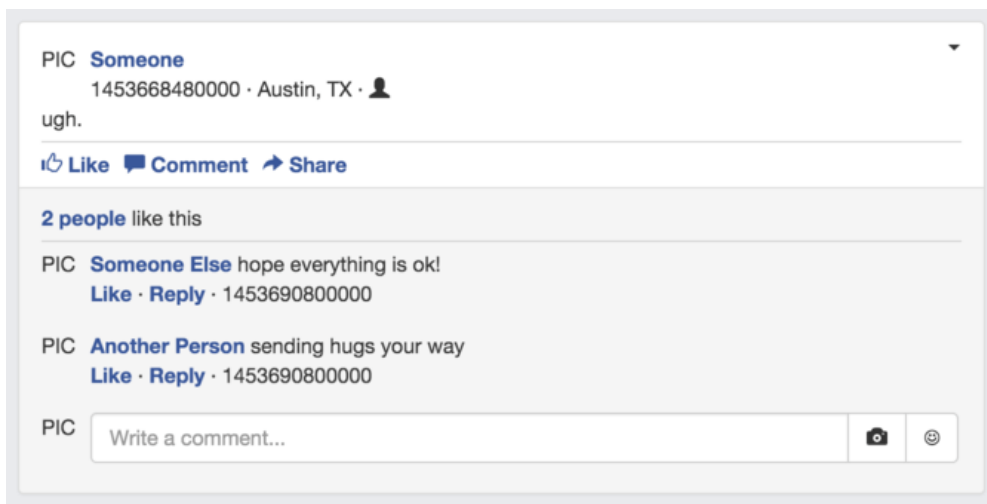 PIC Someone
1453668480000 · Austin, TX ·
ugh.
Like Comment Share
2 people like this
PIC Someone Else hope everything is ok!
Like · Reply · 1453690800000
PIC Another Person sending hugs your way
Like · Reply · 1453690800000
PIC Write a comment...